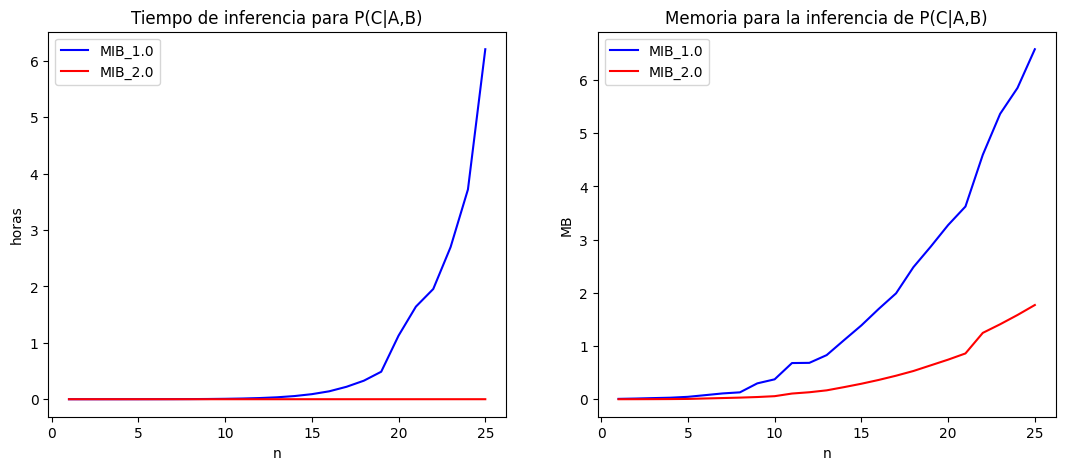 Tiempo de inferencia para P(C|A,B)
MIB_1.0
MIB_2.0
horas
6
5
4
3
2
1
0
0 5 10 15 20 25
n
Memoria para la inferencia de P(C|A,B)
MIB_1.0
MIB_2.0
MB
6
5
4
3
2
1
0
0 5 10 15 20 25
n